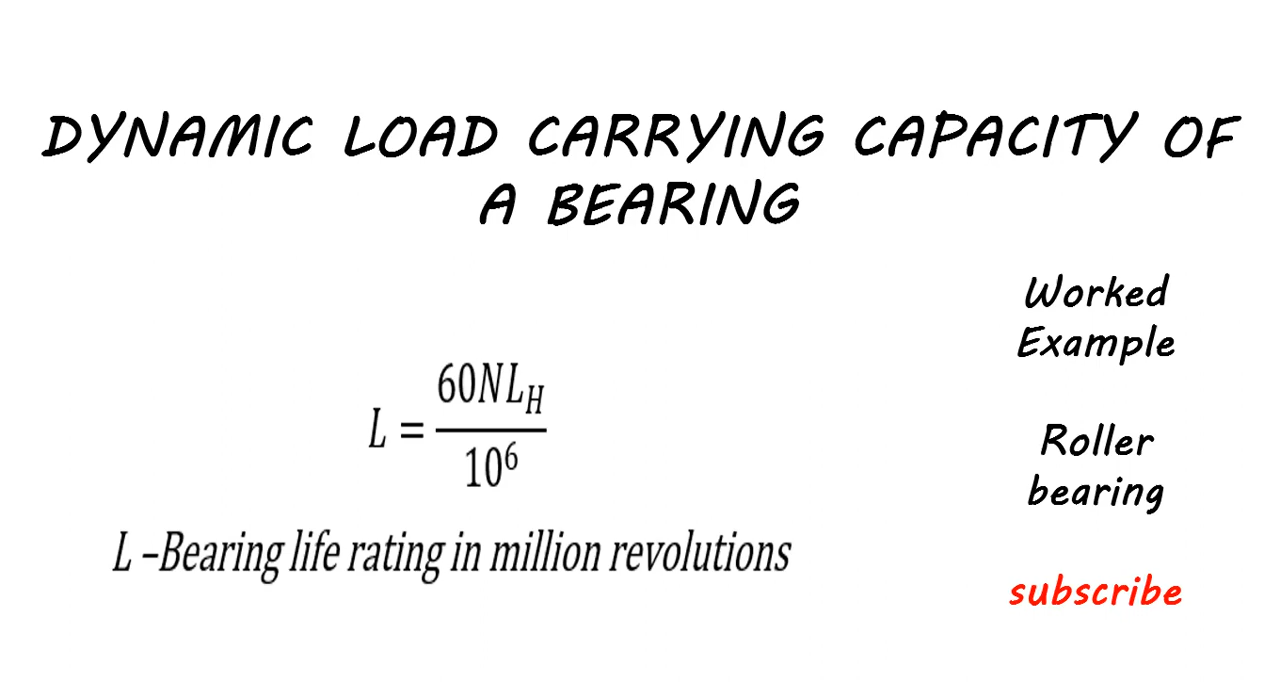 DYNAMIC LOAD CARRYING CAPACITY OF
A BEARING
Worked
Example
L = 60NL_H / 10^6
Roller
bearing
L –Bearing life rating in million revolutions
subscribe